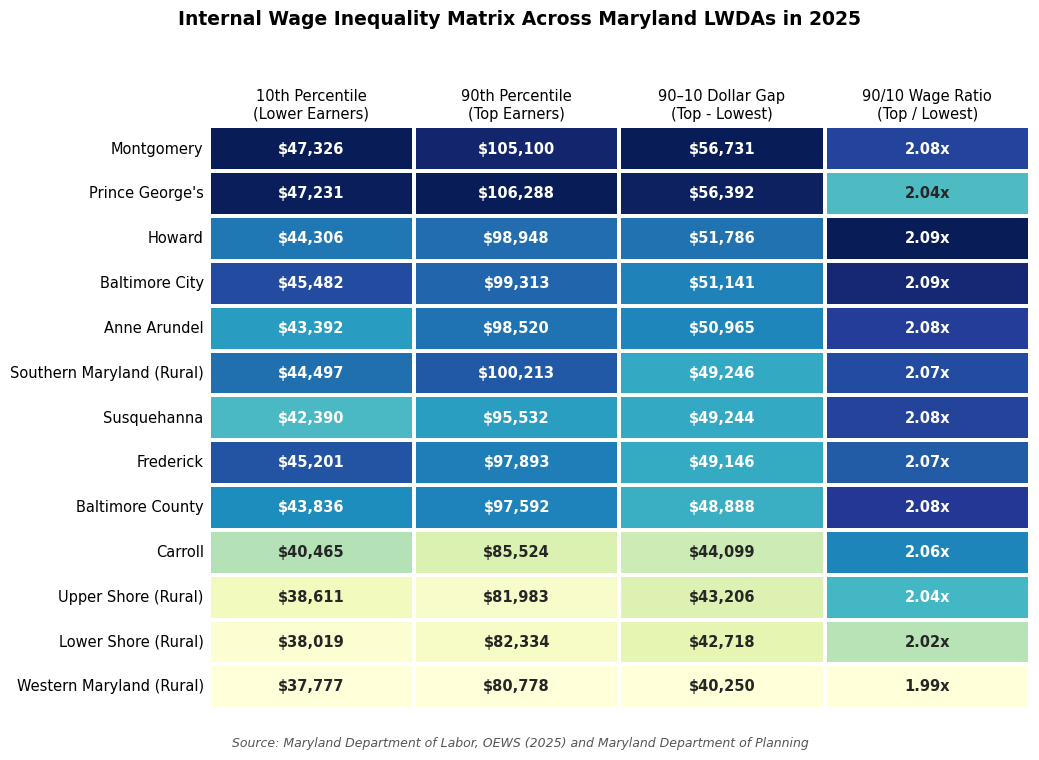 Internal Wage Inequality Matrix Across Maryland LWDAs in 2025
10th Percentile 90th Percentile 90–10 Dollar Gap 90/10 Wage Ratio
(Lower Earners) (Top Earners) (Top - Lowest) (Top / Lowest)
Montgomery $47,326 $105,100 $56,731 2.08x
Prince George's $47,231 $106,288 $56,392 2.04x
Howard $44,306 $98,948 $51,786 2.09x
Baltimore City $45,482 $99,313 $51,141 2.09x
Anne Arundel $43,392 $98,520 $50,965 2.08x
Southern Maryland (Rural) $44,497 $100,213 $49,246 2.07x
Susquehanna $42,390 $95,532 $49,244 2.08x
Frederick $45,201 $97,893 $49,146 2.07x
Baltimore County $43,836 $97,592 $48,888 2.08x
Carroll $40,465 $85,524 $44,099 2.06x
Upper Shore (Rural) $38,611 $81,983 $43,206 2.04x
Lower Shore (Rural) $38,019 $82,334 $42,718 2.02x
Western Maryland (Rural) $37,777 $80,778 $40,250 1.99x
Source: Maryland Department of Labor, OEWS (2025) and Maryland Department of Planning